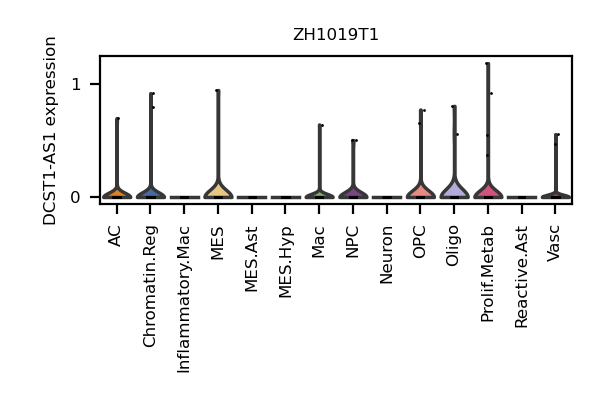 ZH1019T1
DCST1-AS1 expression
1
0
AC
Chromatin.Reg
Inflammatory.Mac
MES
MES.Ast
MES.Hyp
Mac
NPC
Neuron
OPC
Oligo
Prolif.Metab
Reactive.Ast
Vasc